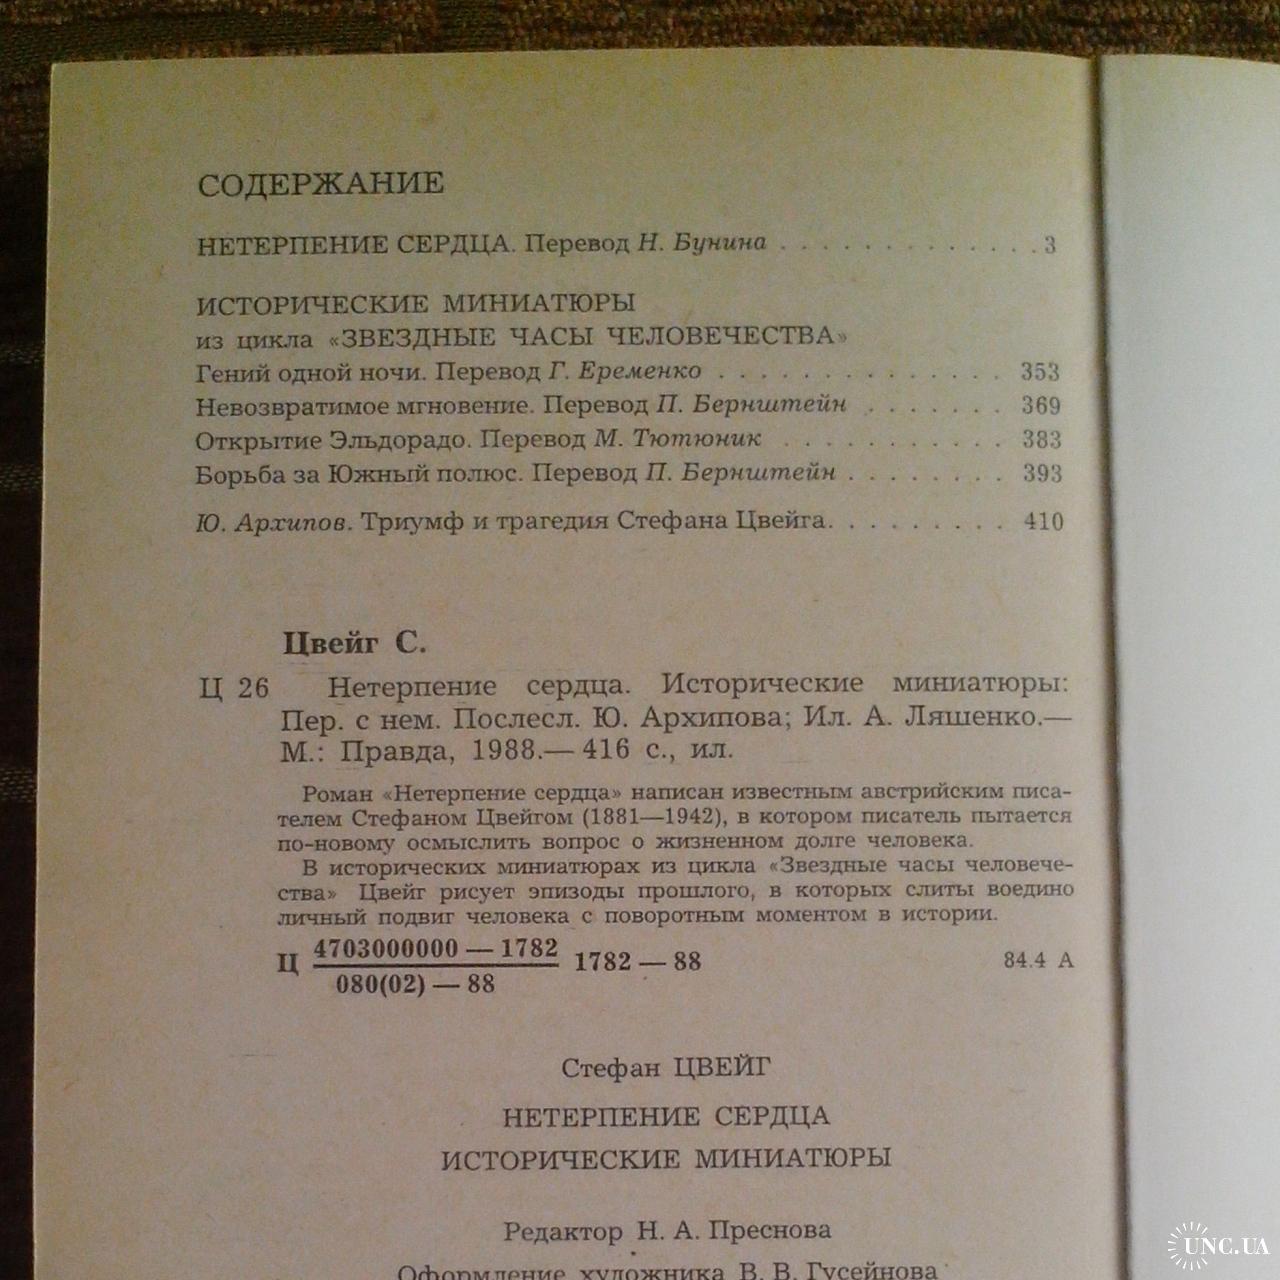 СОДЕРЖАНИЕ
НЕТЕРПЕНИЕ СЕРДЦА. Перевод Н. Бунина . . . . . . . . . . . . . 3
ИСТОРИЧЕСКИЕ МИНИАТЮРЫ
из цикла «ЗВЕЗДНЫЕ ЧАСЫ ЧЕЛОВЕЧЕСТВА»
Гений одной ночи. Перевод Г. Еременко . . . . . . . . . . . . . . 353
Невозвратимое мгновение. Перевод П. Бернштейн . . . . . . . 369
Открытие Эльдорадо. Перевод М. Тютюник . . . . . . . . . . . 383
Борьба за Южный полюс. Перевод П. Бернштейн . . . . . . . . 393
Ю. Архипов. Триумф и трагедия Стефана Цвейга. . . . . . . . . 410
Цвейг С.
Ц 26 Нетерпение сердца. Исторические миниатюры:
Пер. с нем. Послесл. Ю. Архипова; Ил. А. Ляшенко.—
М.: Правда, 1988.— 416 с., ил.
Роман «Нетерпение сердца» написан известным австрийским писа-
телем Стефаном Цвейгом (1881—1942), в котором писатель пытается
по-новому осмыслить вопрос о жизненном долге человека.
В исторических миниатюрах из цикла «Звездные часы человече-
ства» Цвейг рисует эпизоды прошлого, в которых слиты воедино
личный подвиг человека с поворотным моментом в истории.
4703000000 — 1782
Ц 1782 — 88 84.4 А
080(02) — 88
Стефан ЦВЕЙГ
НЕТЕРПЕНИЕ СЕРДЦА
ИСТОРИЧЕСКИЕ МИНИАТЮРЫ
Редактор Н. А. Преснова
Оформление художника В. В. Гусейнова
UNC.UA